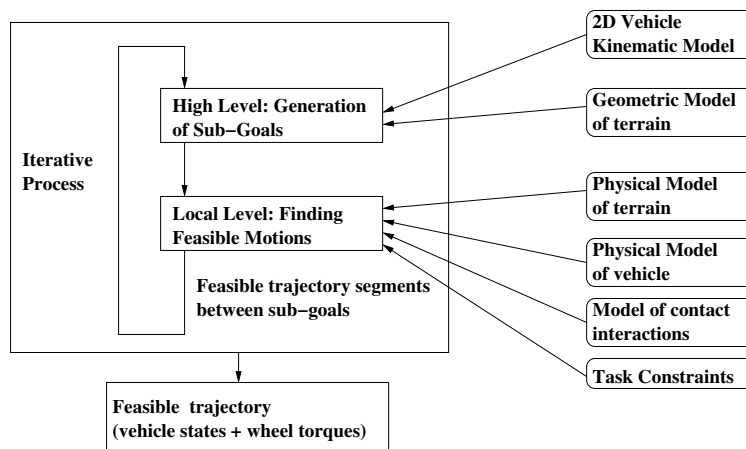 2D Vehicle
Kinematic Model
High Level: Generation
of Sub-Goals
Geometric Model
of terrain
Iterative
Process
Physical Model
of terrain
Local Level: Finding
Feasible Motions
Physical Model
of vehicle
Feasible trajectory segments
between sub-goals
Model of contact
interactions
Task Constraints
Feasible trajectory
(vehicle states + wheel torques)